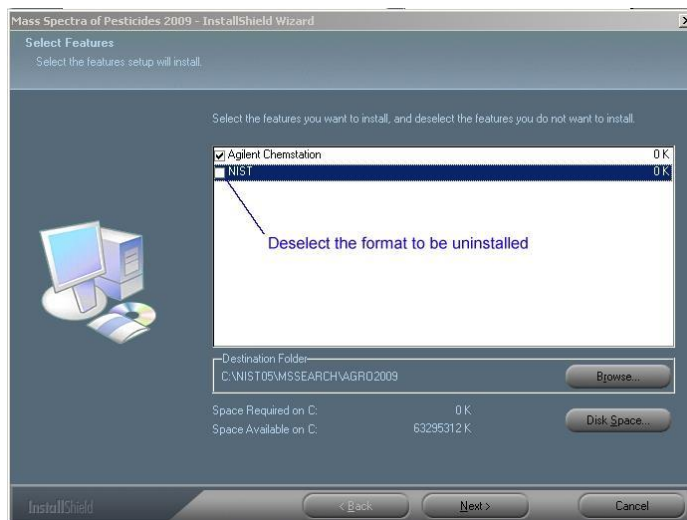 Mass Spectra of Pesticides 2009 - InstallShield Wizard
Select Features
Select the features setup will install.
Select the features you want to install, and deselect the features you do not want to install.
Agilent Chemstation 0 K
NIST 0 K
Deselect the format to be uninstalled
Destination Folder
C:\NIST05\MSSEARCH\AGRO2009
Browse...
Space Required on C: 0 K
Space Available on C: 63295312 K
Disk Space...
InstallShield
< Back
Next >
Cancel